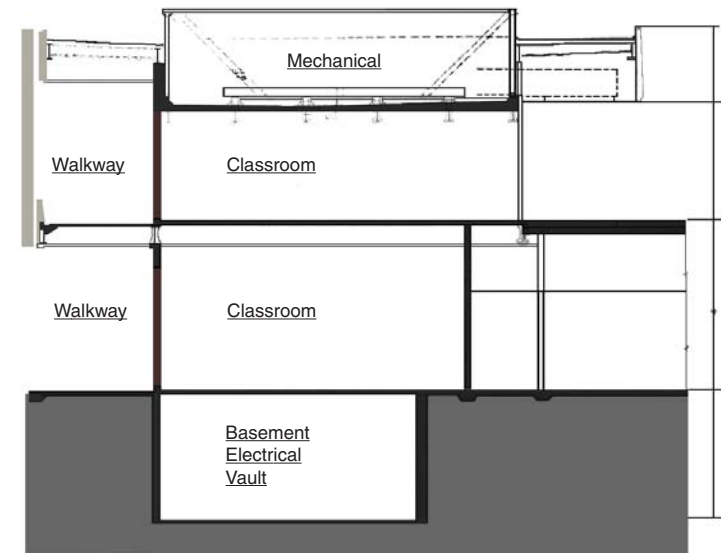 Mechanical
Walkway
Classroom
Walkway
Classroom
Basement
Electrical
Vault